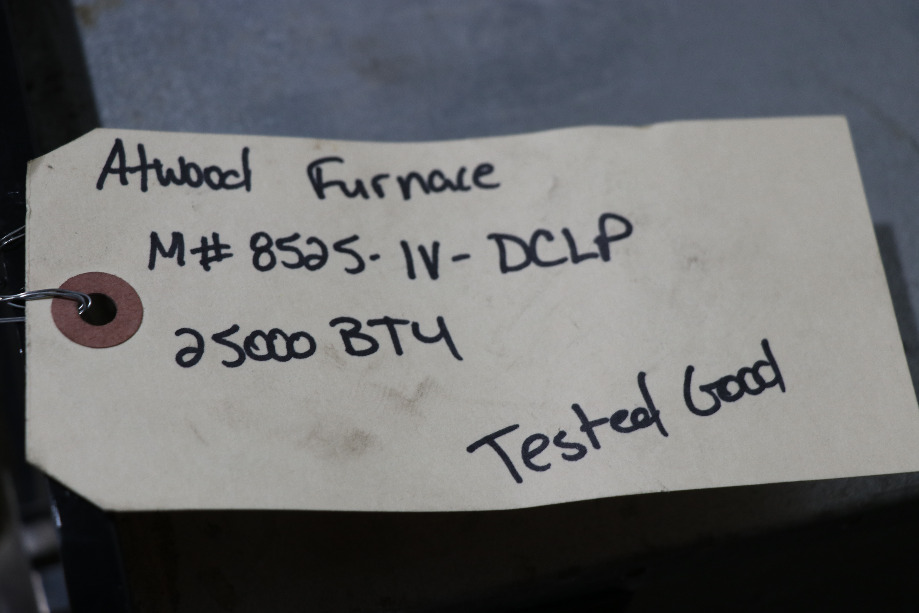 Atwood Furnace
M# 8525-IV-DCLP
25000 BTU
Tested Good